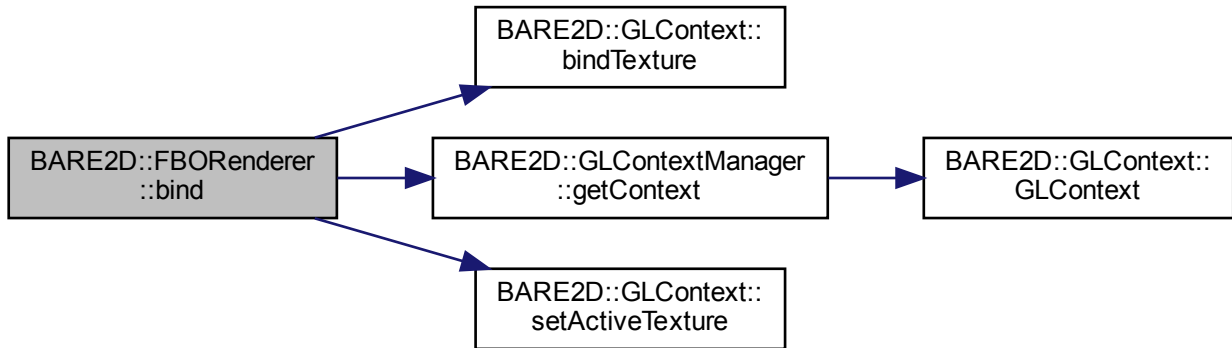 BARE2D::GLContext::
bindTexture
BARE2D::FBORenderer
::bind
BARE2D::GLContextManager
::getContext
BARE2D::GLContext::
GLContext
BARE2D::GLContext::
setActiveTexture